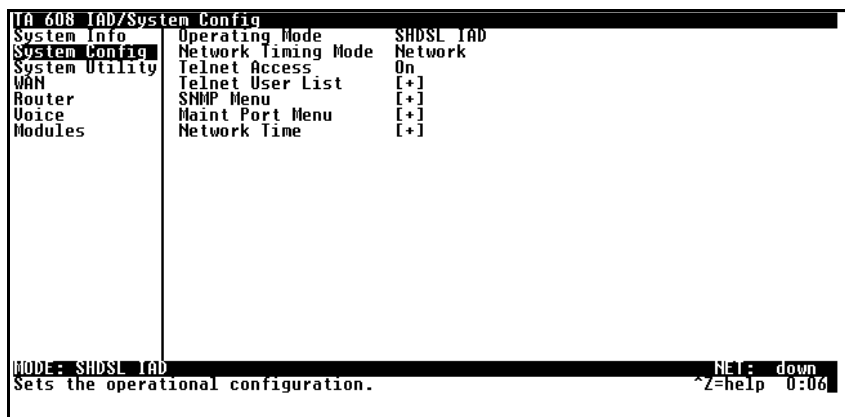 TA 608 IAD/System Config
System Info Operating Mode SHDSL IAD
System Config Network Timing Mode Network
System Utility Telnet Access On
WAN Telnet User List [+]
Router SNMP Menu [+]
Voice Maint Port Menu [+]
Modules Network Time [+]
MODE: SHDSL IAD NET: down
Sets the operational configuration. ^Z=help 0:06